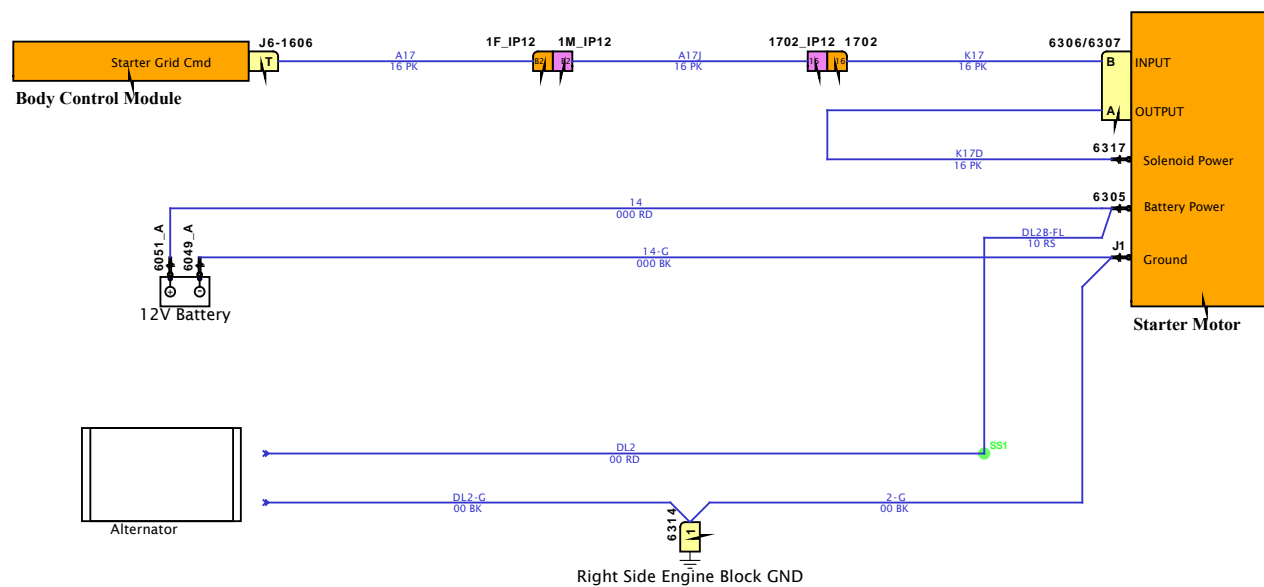 J6-1606
1F_IP12 1M_IP12
1702_IP12 1702
6306/6307
Starter Grid Cmd
T
A17
16 PK
B2
B2
A17J
16 PK
16
16
K17
16 PK
B
INPUT
Body Control Module
A
OUTPUT
6317
K17D
16 PK
Solenoid Power
6305
14
000 RD
Battery Power
6051_A
6049_A
DL2B-FL
10 RS
J1
14-G
000 BK
Ground
+
-
12V Battery
Starter Motor
DL2
00 RD
SS1
DL2-G
00 BK
2-G
00 BK
6314
1
Alternator
Right Side Engine Block GND